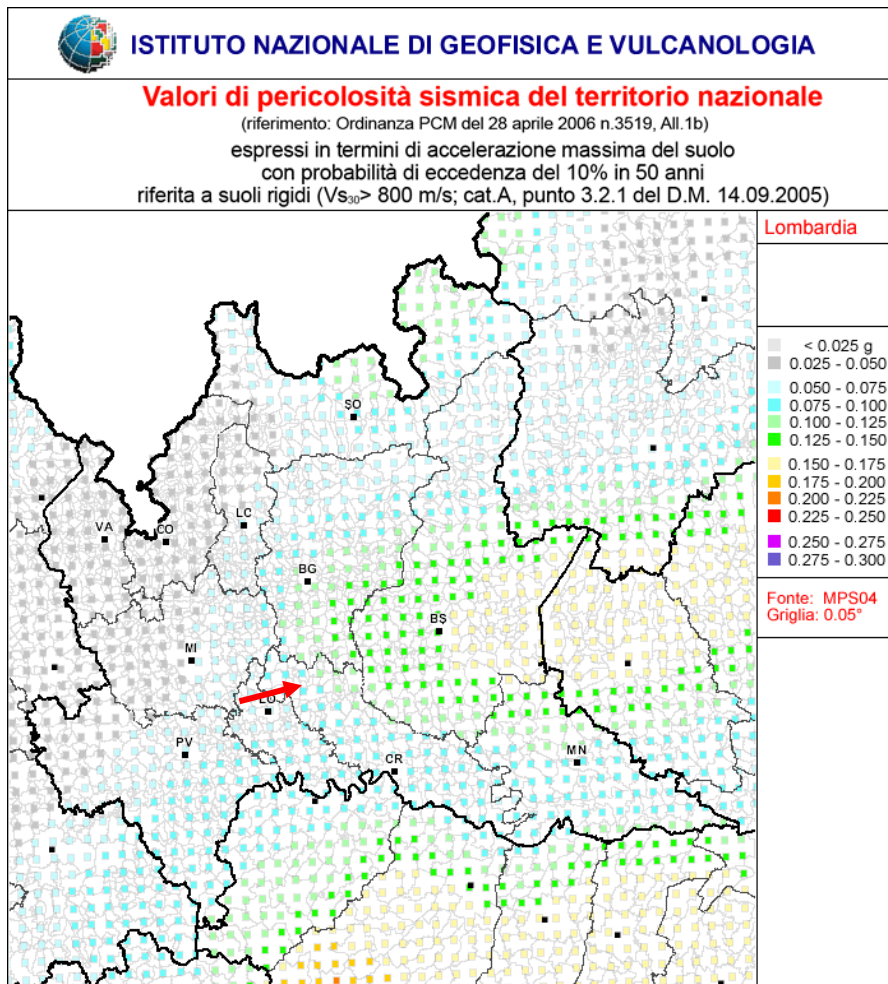 ISTITUTO NAZIONALE DI GEOFISICA E VULCANOLOGIA
Valori di pericolosità sismica del territorio nazionale
(riferimento: Ordinanza PCM del 28 aprile 2006 n.3519, All.1b)
espressi in termini di accelerazione massima del suolo
con probabilità di eccedenza del 10% in 50 anni
riferita a suoli rigidi (Vs₃₀> 800 m/s; cat.A, punto 3.2.1 del D.M. 14.09.2005)
Lombardia
< 0.025 g
0.025 - 0.050
0.050 - 0.075
0.075 - 0.100
0.100 - 0.125
0.125 - 0.150
0.150 - 0.175
0.175 - 0.200
0.200 - 0.225
0.225 - 0.250
0.250 - 0.275
0.275 - 0.300
Fonte: MPS04
Griglia: 0.05°
SO
VA
CO
LC
BG
BS
MI
PV
CR
MN